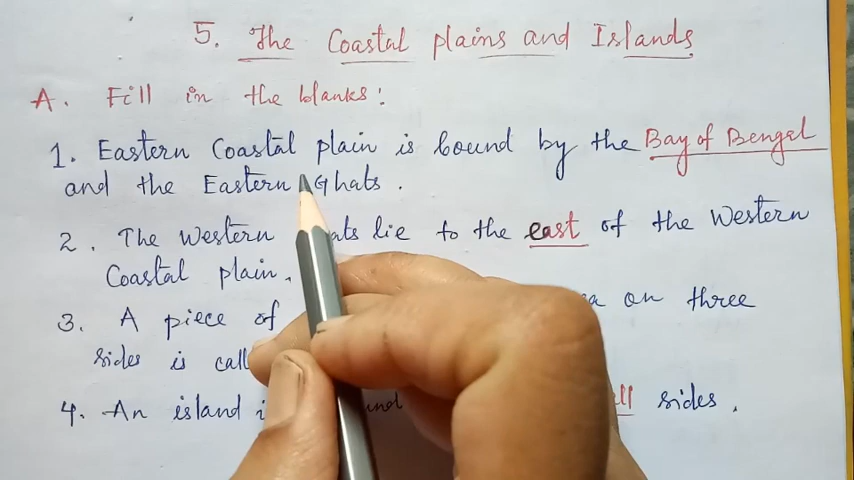 5. The Coastal plains and Islands
A. Fill in the blanks:
1. Eastern Coastal plain is bound by the Bay of Bengal
and the Eastern Ghats.
2. The Western lie to the east of the Western
Coastal plain.
3. A piece of on three
sides is
4. An island sides.